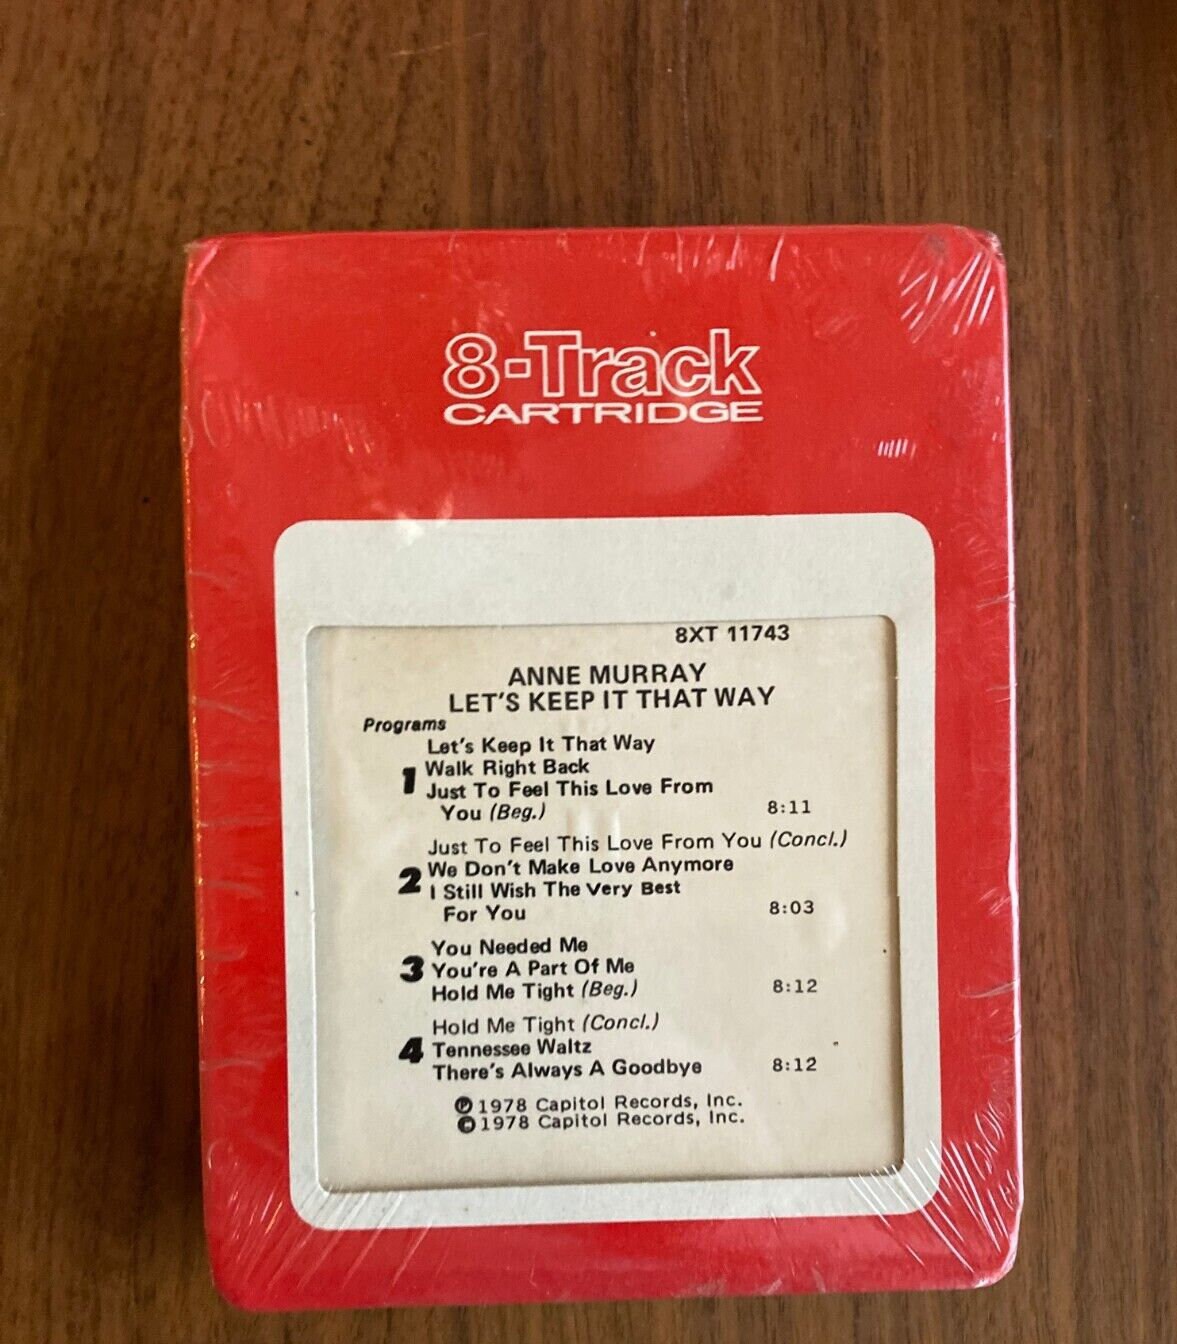 8-Track
CARTRIDGE
8XT 11743
ANNE MURRAY
LET'S KEEP IT THAT WAY
Programs
Let's Keep It That Way
1 Walk Right Back
Just To Feel This Love From
You (Beg.) 8:11
Just To Feel This Love From You (Concl.)
2 We Don't Make Love Anymore
I Still Wish The Very Best
For You 8:03
You Needed Me
3 You're A Part Of Me
Hold Me Tight (Beg.) 8:12
Hold Me Tight (Concl.)
4 Tennessee Waltz
There's Always A Goodbye 8:12
℗ 1978 Capitol Records, Inc.
© 1978 Capitol Records, Inc.